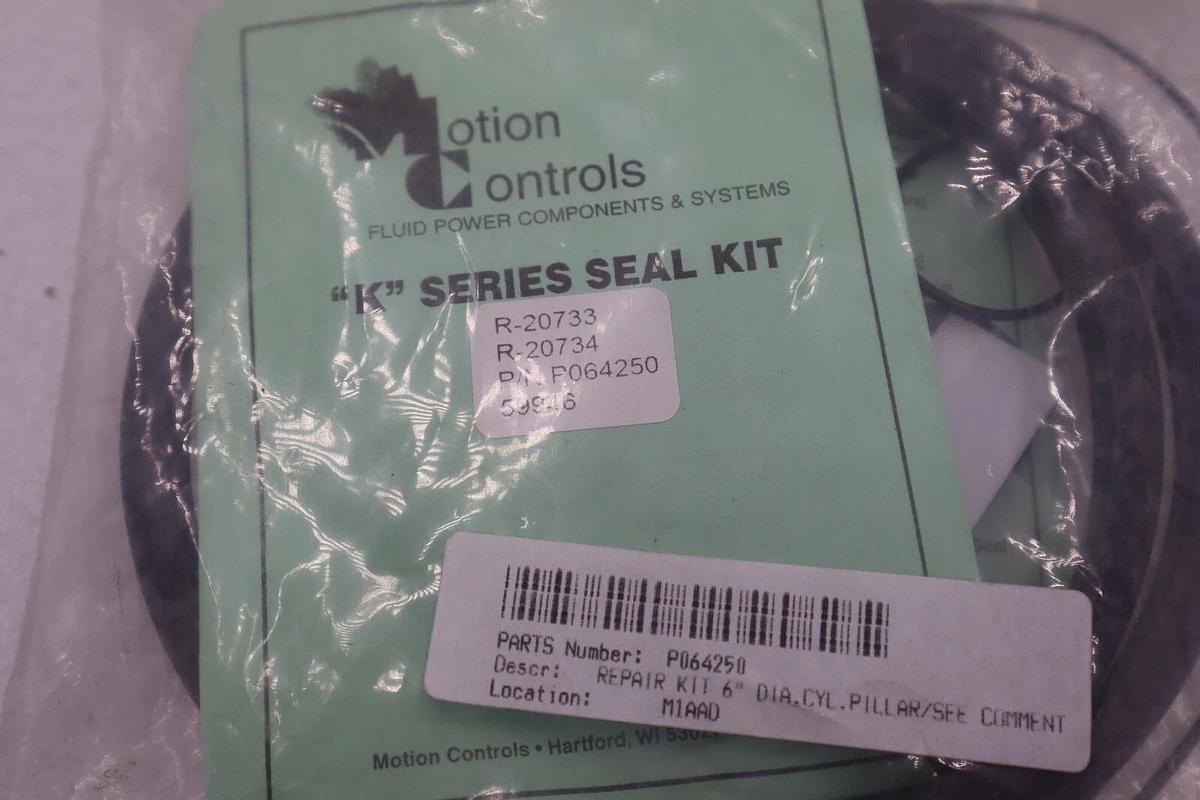 Motion
Controls
FLUID POWER COMPONENTS & SYSTEMS
“K” SERIES SEAL KIT
R-20733
R-20734
P/N P064250
PARTS Number: P064250
Descr: REPAIR KIT 6" DIA.CYL.PILLAR/SEE COMMENT
Location: M1AAD
Motion Controls • Hartford, WI
Seal